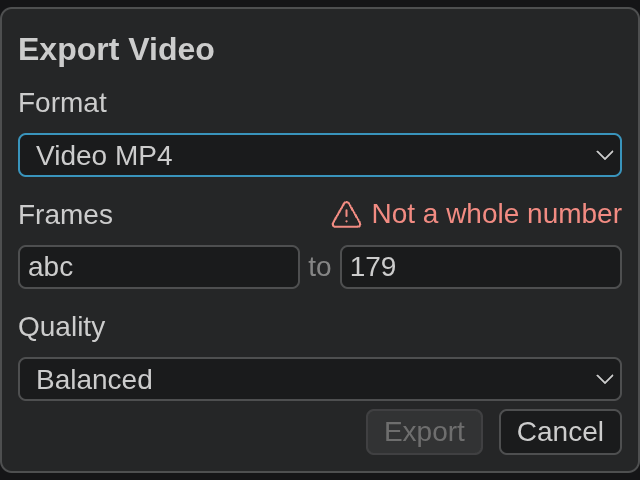 Export Video
Format
Video MP4
Frames Not a whole number
abc to 179
Quality
Balanced
Export Cancel